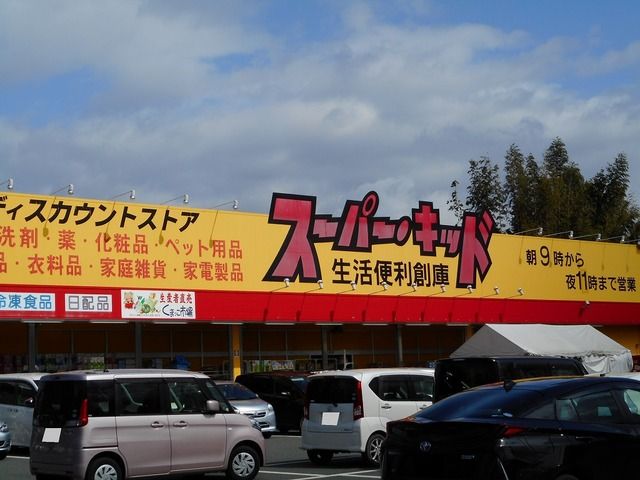 ディスカウントストア
洗剤・薬・化粧品・ペット用品
品・衣料品・家庭雑貨・家電製品
冷凍食品
日配品
生産者直売
スーパー・キッド
生活便利創庫
朝9時から
夜11時まで営業